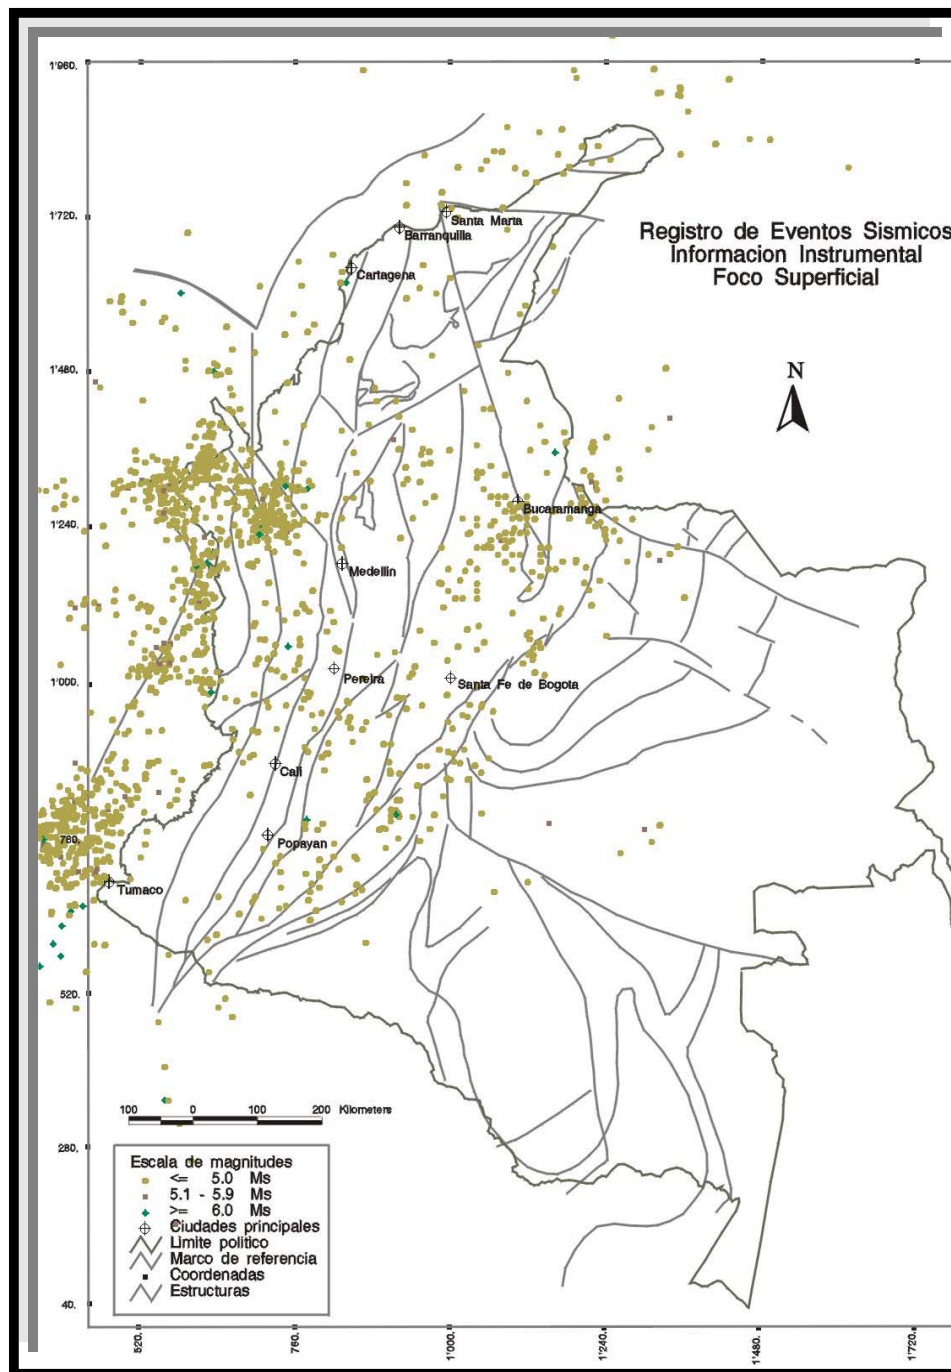 1'960.
1'720.
1'480.
1'240.
1'000.
760.
520.
280.
40.
Registro de Eventos Sismicos
Informacion Instrumental
Foco Superficial
N
Santa Marta
Barranquilla
Cartagena
Bucaramanga
Medellin
Pereira
Santa Fe de Bogota
Cali
Popayan
Tumaco
100 0 100 200 Kilometers
Escala de magnitudes
<= 5.0 Ms
5.1 - 5.9 Ms
>= 6.0 Ms
Ciudades principales
Limite politico
Marco de referencia
Coordenadas
Estructuras
520. 760. 1'000. 1'240. 1'480. 1'720.